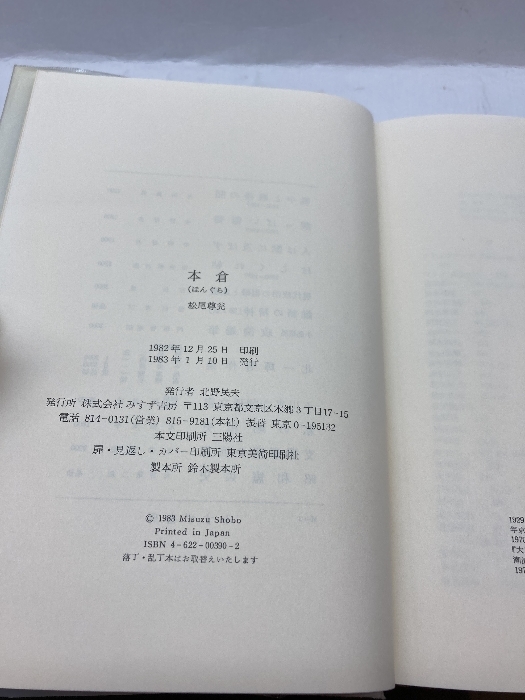 本倉
(ほんぐら)
松尾尊兊
1982年12月25日 印刷
1983年1月10日 発行
発行者 北野民夫
発行所 株式会社みすず書房 〒113 東京都文京区本郷3丁目17-15
電話 814-0131(営業) 815-9181(本社) 振替 東京0-195132
本文印刷所 三陽社
扉・見返し・カバー印刷所 東京美術印刷社
製本所 鈴木製本所
© 1983 Misuzu Shobo
Printed in Japan
ISBN 4-622-00390-2
落丁・乱丁本はお取替えいたします
1929
年京
1970
『大
197